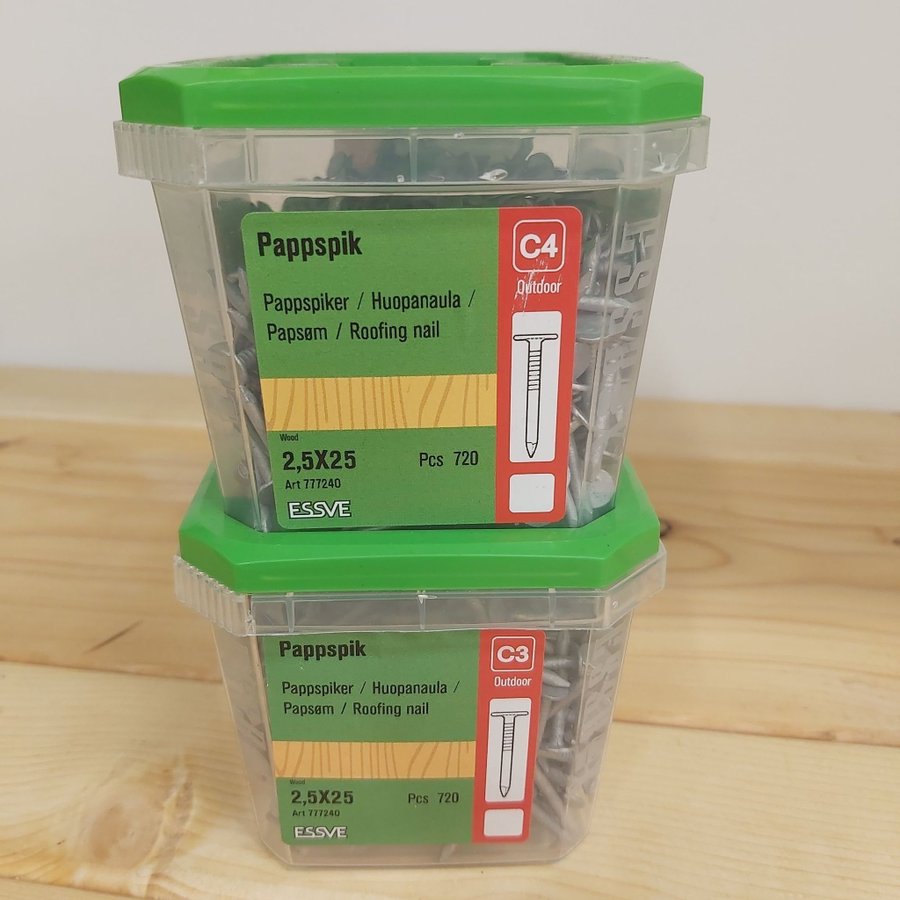 Pappspik
C4
Outdoor
Pappspiker / Huopanaula /
Papsøm / Roofing nail
Wood
2,5X25
Pcs 720
Art 777240
ESSVE
Pappspik
C3
Outdoor
Pappspiker / Huopanaula /
Papsøm / Roofing nail
Wood
2,5X25
Pcs 720
Art 777240
ESSVE